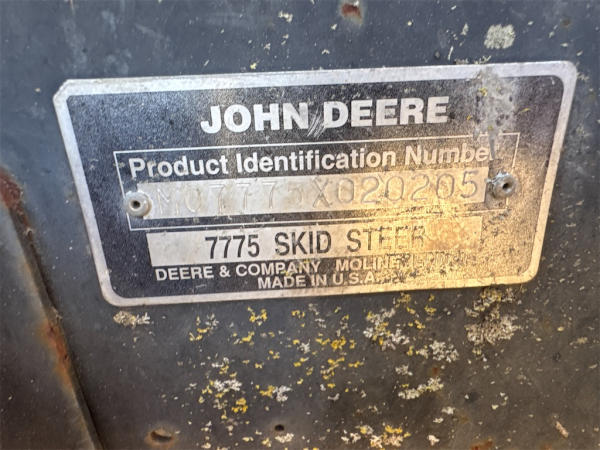 JOHN DEERE
Product Identification Number
M07775X020205
7775 SKID STEER
DEERE & COMPANY MOLINE
MADE IN U.S.A.